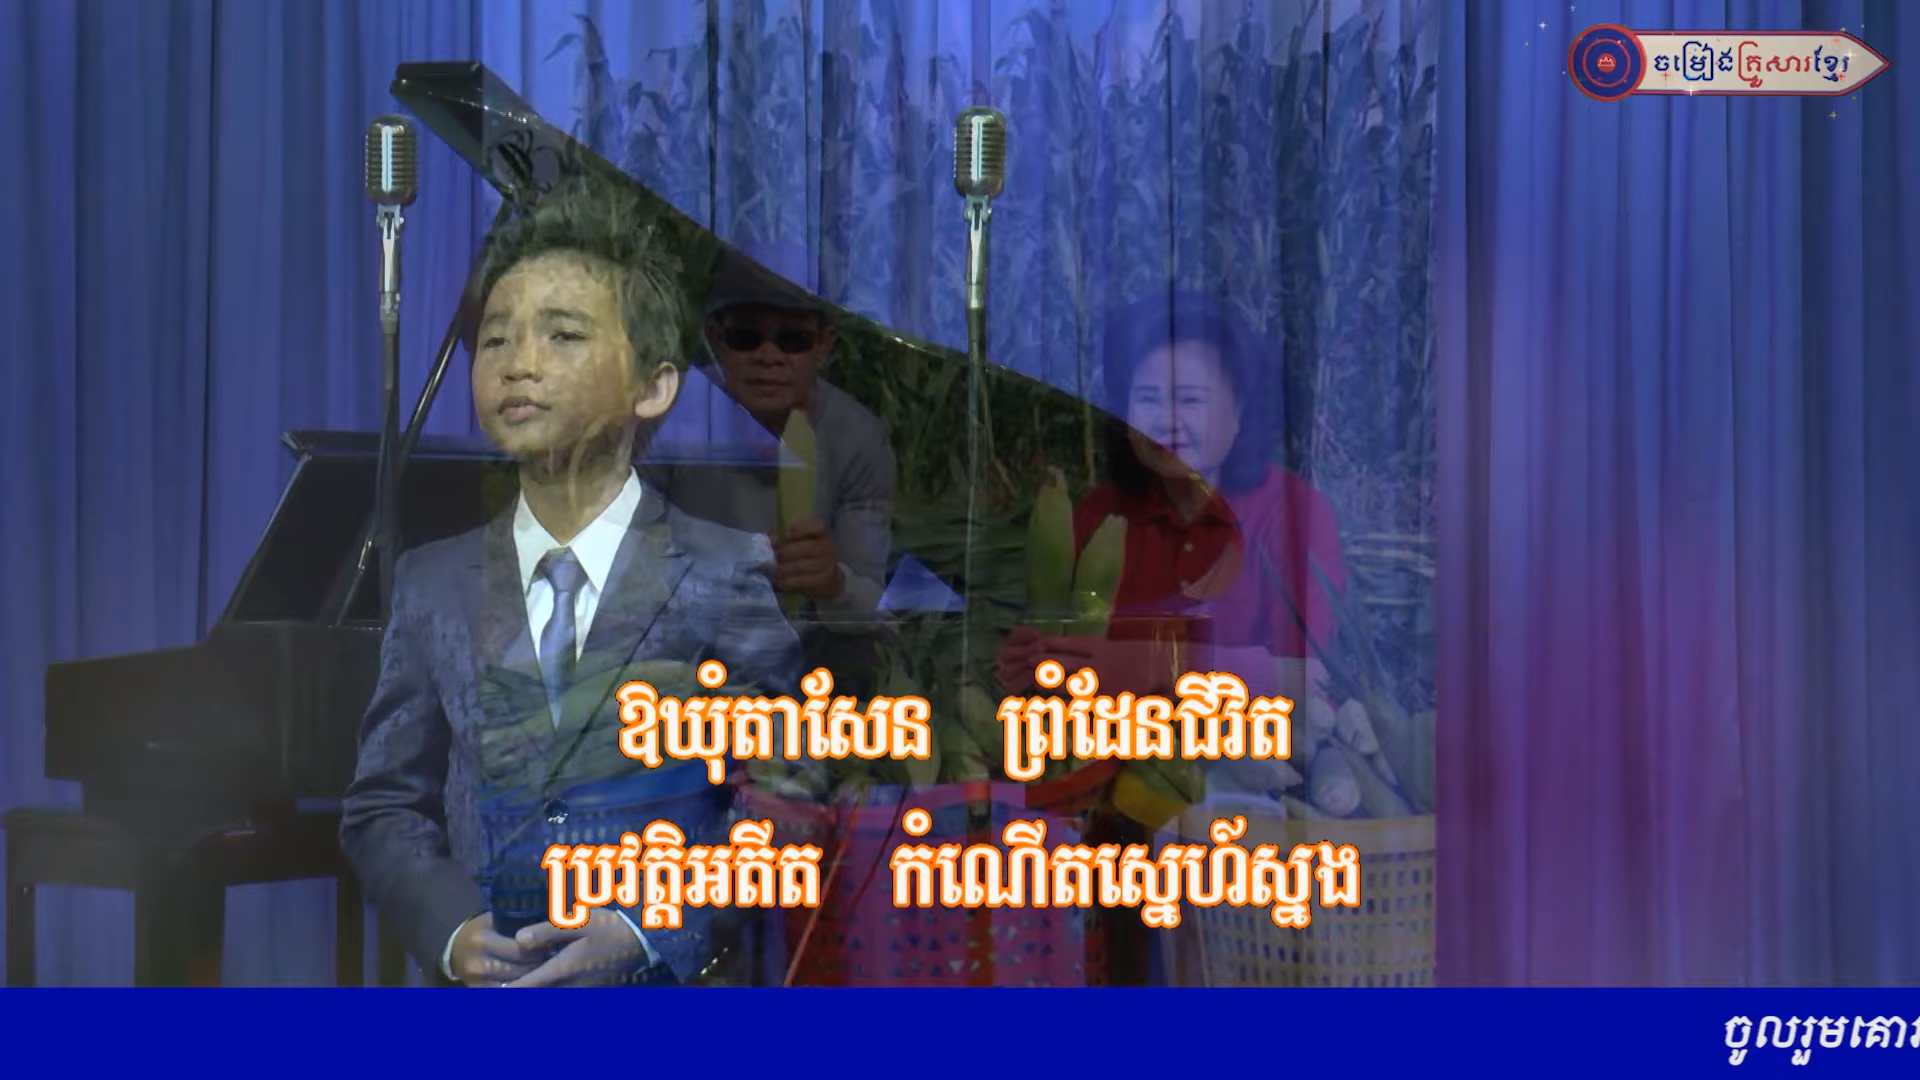 ចម្រៀងគ្រួសារខ្មែរ
ឱឃុំតាសែន ព្រំដែនជីវិត
ប្រវត្តិអតីត កំណើតស្នេហ៍ស្នង
ចូលរួមគោរ